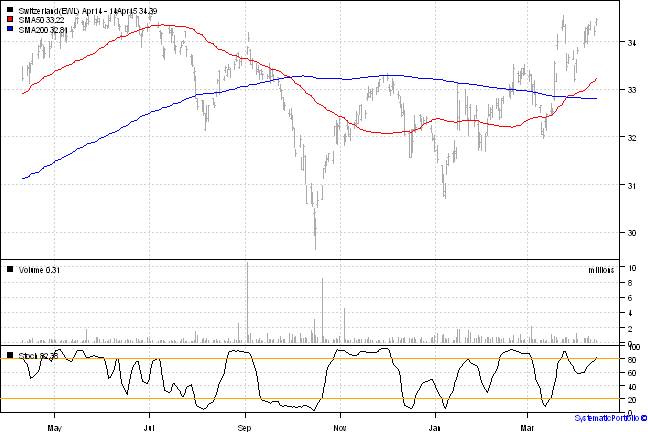 Switzerland (EWL) Apr14 - 14Apr15 34.39
SMA50 33.22
SMA200 32.81
34
33
32
31
30
Volume 0.31
millions
10
8
6
4
2
0
Stoch 82.35
100
80
60
40
20
0
May Jul Sep Nov Jan Mar
SystematicPortfolio ©